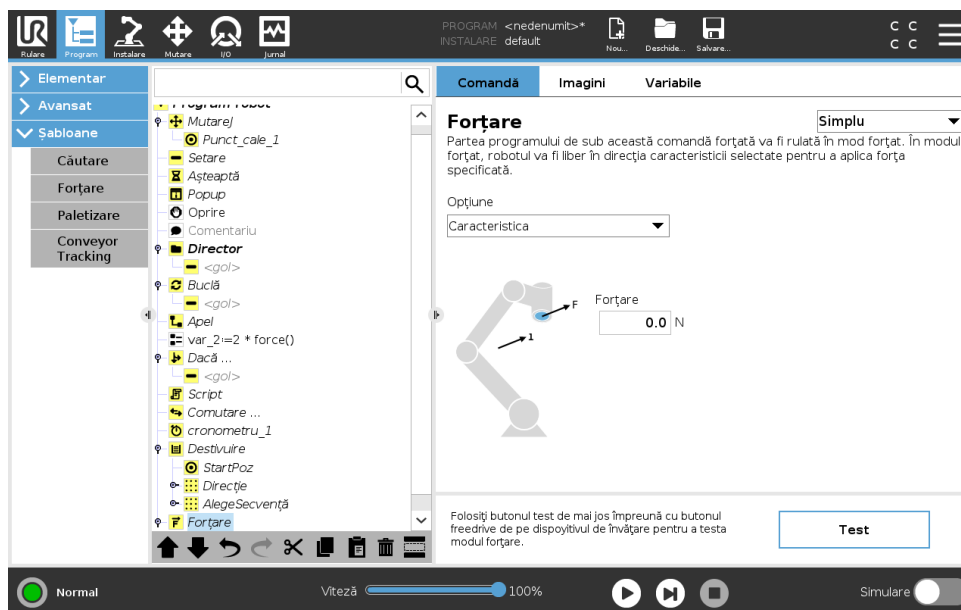 PROGRAM <nedenumit>*
INSTALARE default
Rulare
Program
Instalare
Mutare
I/O
Jurnal
Nou...
Deschide...
Salvare...
C C
C C
Elementar
Avansat
Șabloane
Căutare
Forțare
Paletizare
Conveyor
Tracking
Program robot
MutareJ
Punct_cale_1
Setare
Așteaptă
Popup
Oprire
Comentariu
Director
<gol>
Buclă
<gol>
Apel
var_2:=2 * force()
Dacă ...
<gol>
Script
Comutare ...
cronometru_1
Destivuire
StartPoz
Direcție
AlegeSecvență
Forțare
Comandă
Imagini
Variabile
Forțare
Simplu
Partea programului de sub această comandă forțată va fi rulată în mod forțat. În modul
forțat, robotul va fi liber în direcția caracteristicii selectate pentru a aplica forța
specificată.
Opțiune
Caracteristica
F
1
Forțare
0.0 N
Folosiți butonul test de mai jos împreună cu butonul
freedrive de pe dispoyitivul de învățare pentru a testa
modul forțare.
Test
Normal
Viteză
100%
Simulare